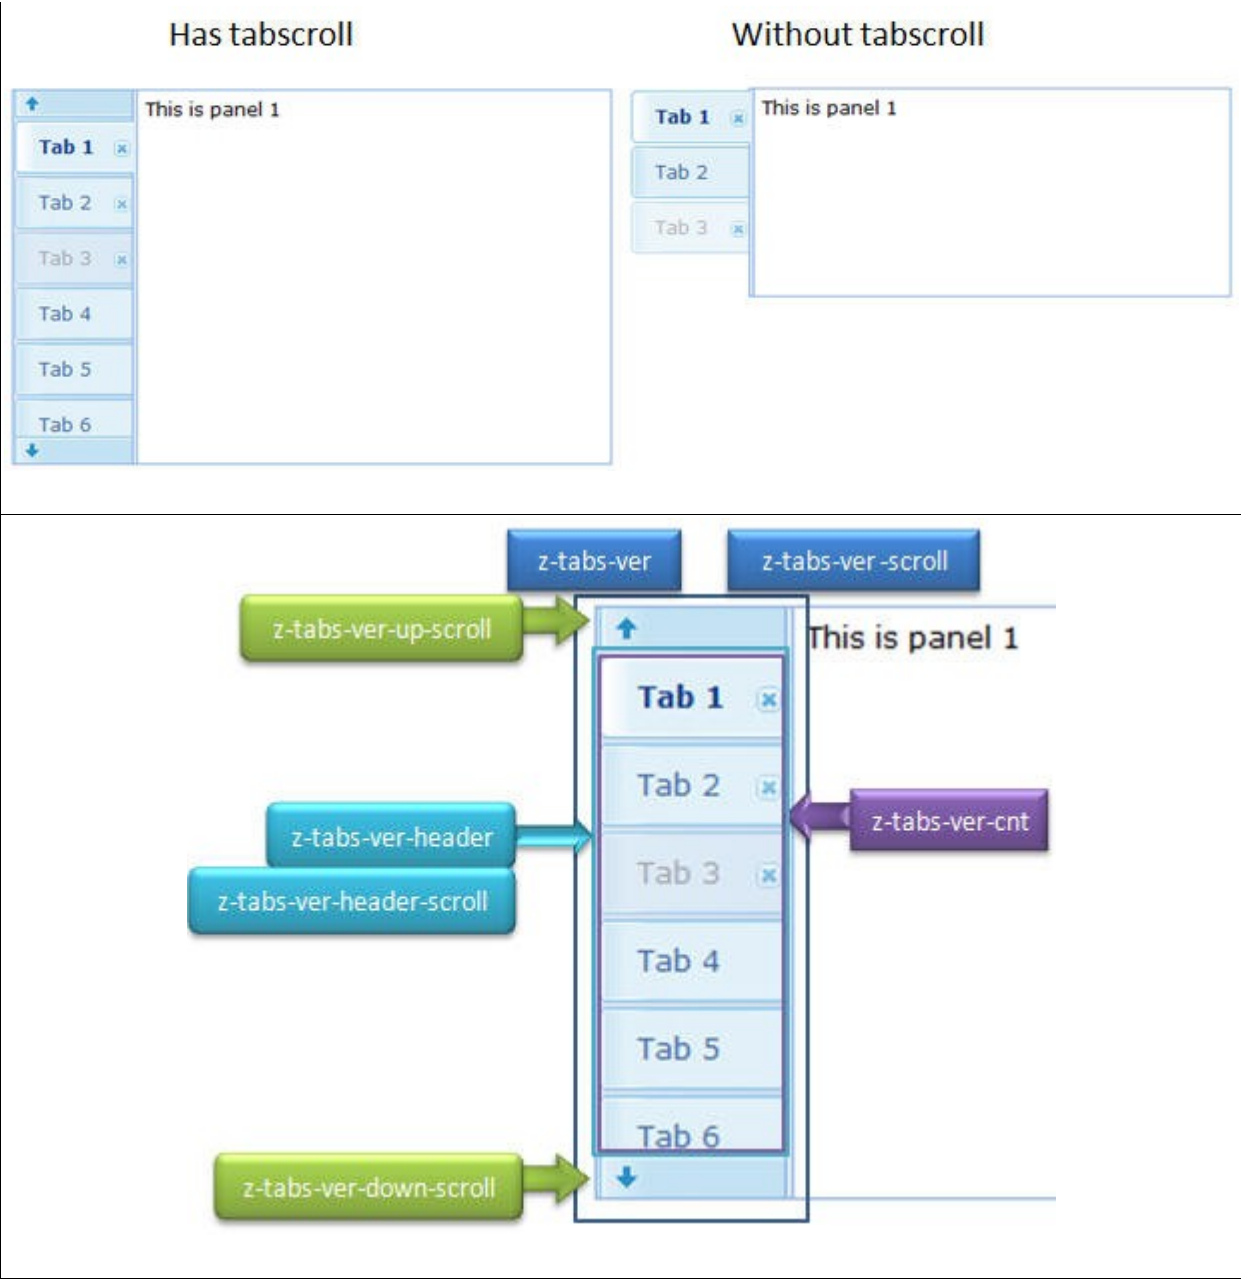 Has tabscroll
Without tabscroll
This is panel 1
Tab 1
Tab 2
Tab 3
Tab 4
Tab 5
Tab 6
Tab 1
Tab 2
Tab 3
This is panel 1
z-tabs-ver
z-tabs-ver-scroll
z-tabs-ver-up-scroll
This is panel 1
Tab 1
Tab 2
z-tabs-ver-cnt
z-tabs-ver-header
Tab 3
z-tabs-ver-header-scroll
Tab 4
Tab 5
Tab 6
z-tabs-ver-down-scroll